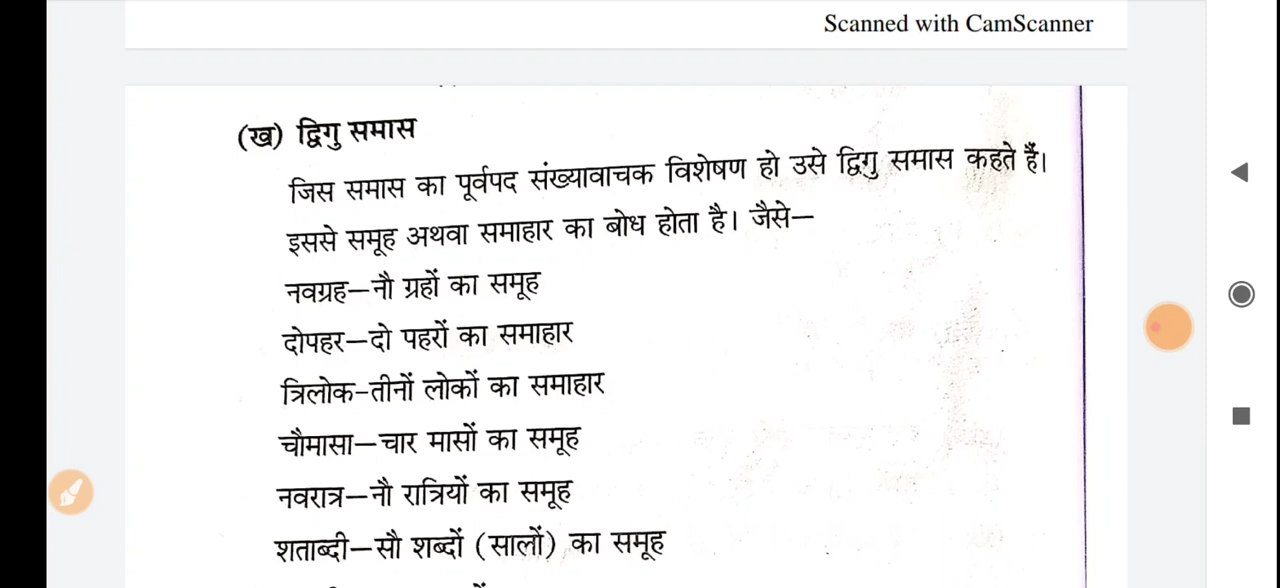 Scanned with CamScanner
(ख) द्विगु समास
जिस समास का पूर्वपद संख्यावाचक विशेषण हो उसे द्विगु समास कहते हैं।
इससे समूह अथवा समाहार का बोध होता है। जैसे—
नवग्रह—नौ ग्रहों का समूह
दोपहर—दो पहरों का समाहार
त्रिलोक-तीनों लोकों का समाहार
चौमासा—चार मासों का समूह
नवरात्र—नौ रात्रियों का समूह
शताब्दी—सौ शब्दों (सालों) का समूह